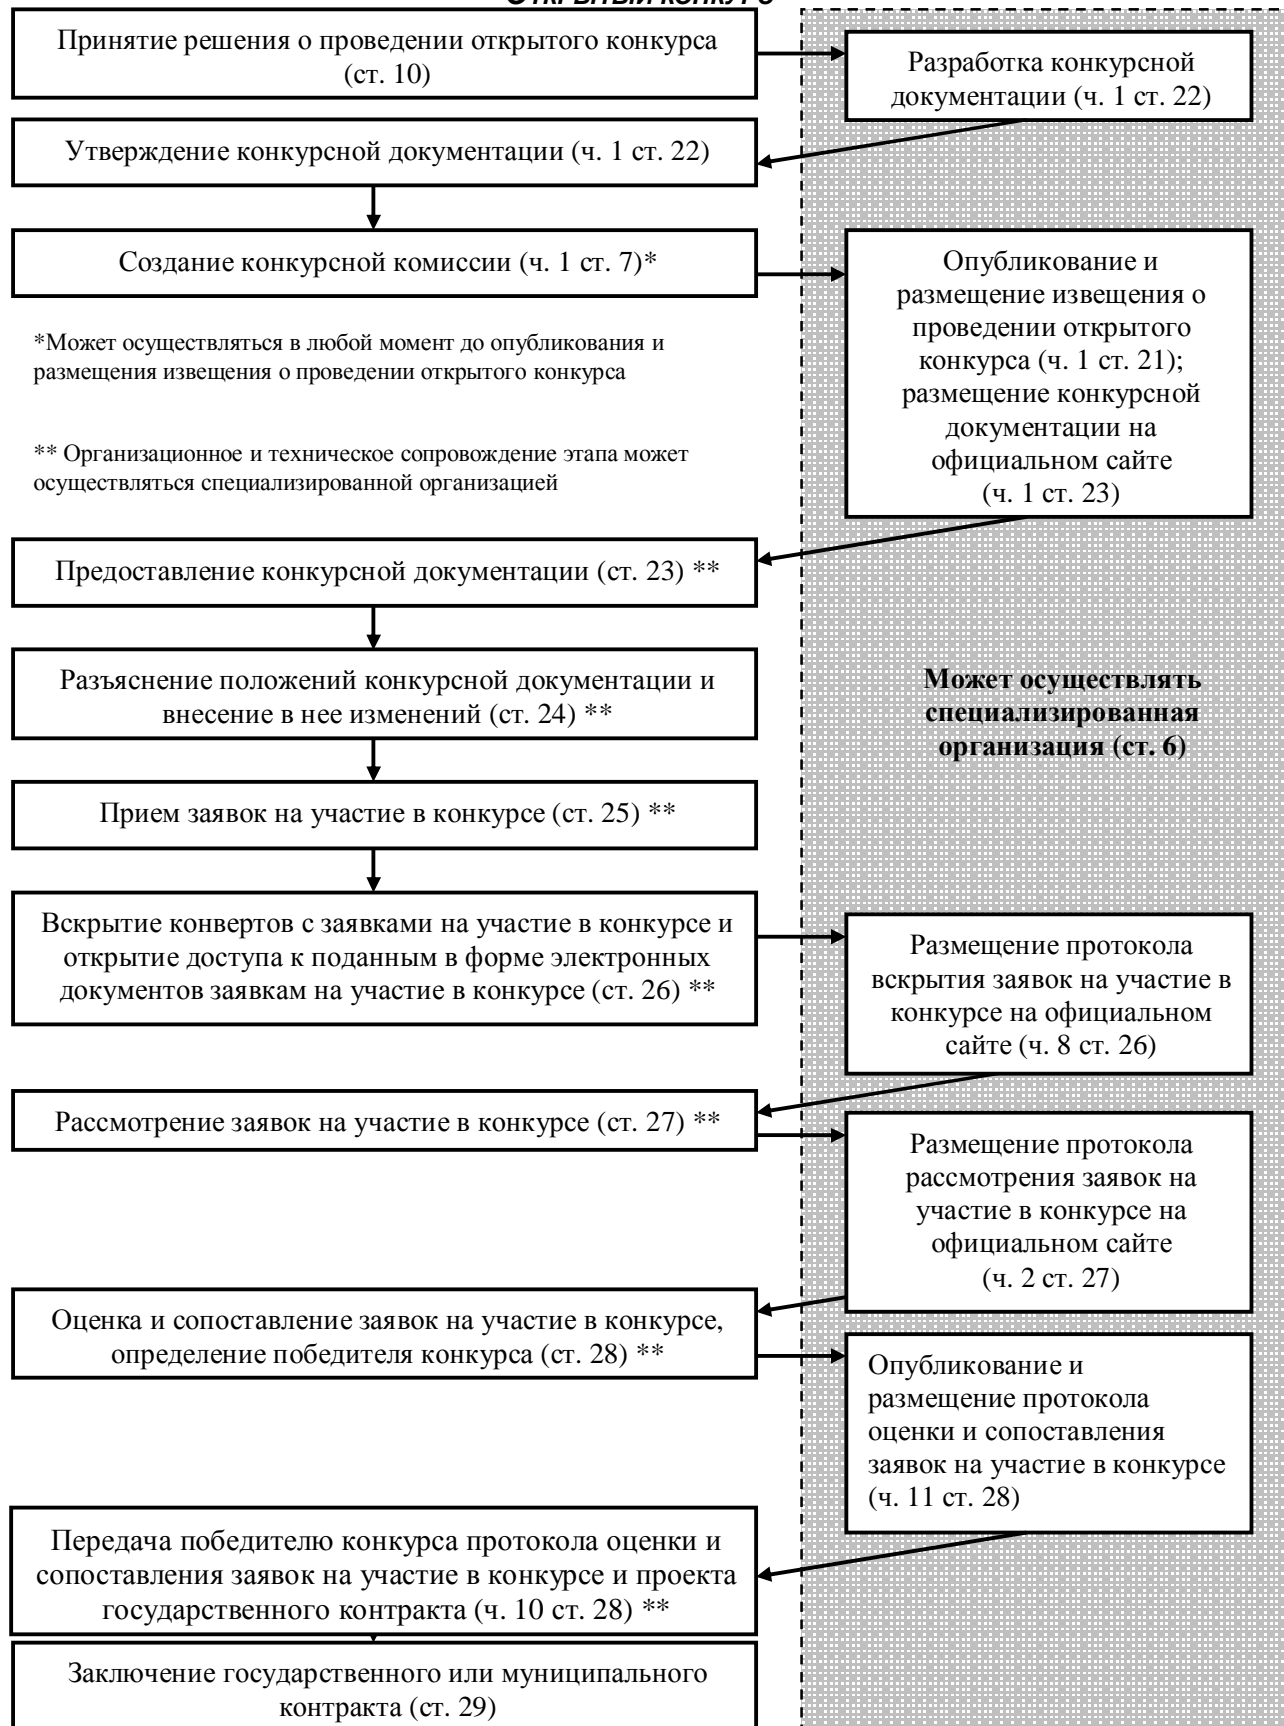 ОТКРЫТЫЙ КОНКУРС
Принятие решения о проведении открытого конкурса
(ст. 10)
Разработка конкурсной
документации (ч. 1 ст. 22)
Утверждение конкурсной документации (ч. 1 ст. 22)
Создание конкурсной комиссии (ч. 1 ст. 7)*
Опубликование и
размещение извещения о
проведении открытого
конкурса (ч. 1 ст. 21);
размещение конкурсной
документации на
официальном сайте
(ч. 1 ст. 23)
*Может осуществляться в любой момент до опубликования и
размещения извещения о проведении открытого конкурса
** Организационное и техническое сопровождение этапа может
осуществляться специализированной организацией
Предоставление конкурсной документации (ст. 23) **
Разъяснение положений конкурсной документации и
внесение в нее изменений (ст. 24) **
Может осуществлять
специализированная
организация (ст. 6)
Прием заявок на участие в конкурсе (ст. 25) **
Вскрытие конвертов с заявками на участие в конкурсе и
открытие доступа к поданным в форме электронных
документов заявкам на участие в конкурсе (ст. 26) **
Размещение протокола
вскрытия заявок на участие в
конкурсе на официальном
сайте (ч. 8 ст. 26)
Рассмотрение заявок на участие в конкурсе (ст. 27) **
Размещение протокола
рассмотрения заявок на
участие в конкурсе на
официальном сайте
(ч. 2 ст. 27)
Оценка и сопоставление заявок на участие в конкурсе,
определение победителя конкурса (ст. 28) **
Опубликование и
размещение протокола
оценки и сопоставления
заявок на участие в конкурсе
(ч. 11 ст. 28)
Передача победителю конкурса протокола оценки и
сопоставления заявок на участие в конкурсе и проекта
государственного контракта (ч. 10 ст. 28) **
Заключение государственного или муниципального
контракта (ст. 29)